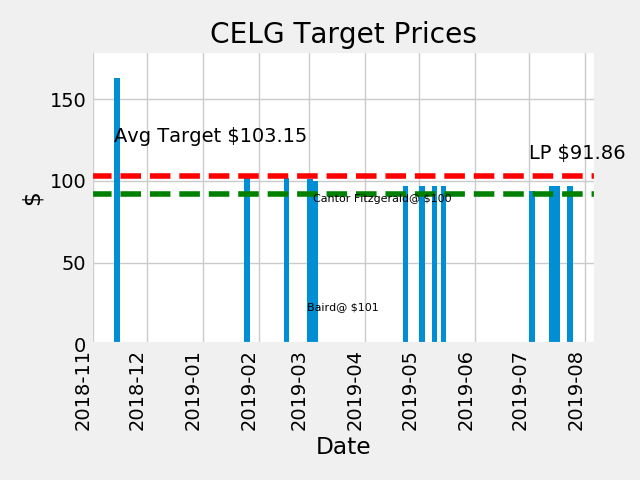 CELG Target Prices
150
Avg Target $103.15
LP $91.86
100
Cantor Fitzgerald@ $100
$
50
Baird@ $101
0
2018-11
2018-12
2019-01
2019-02
2019-03
2019-04
2019-05
2019-06
2019-07
2019-08
Date